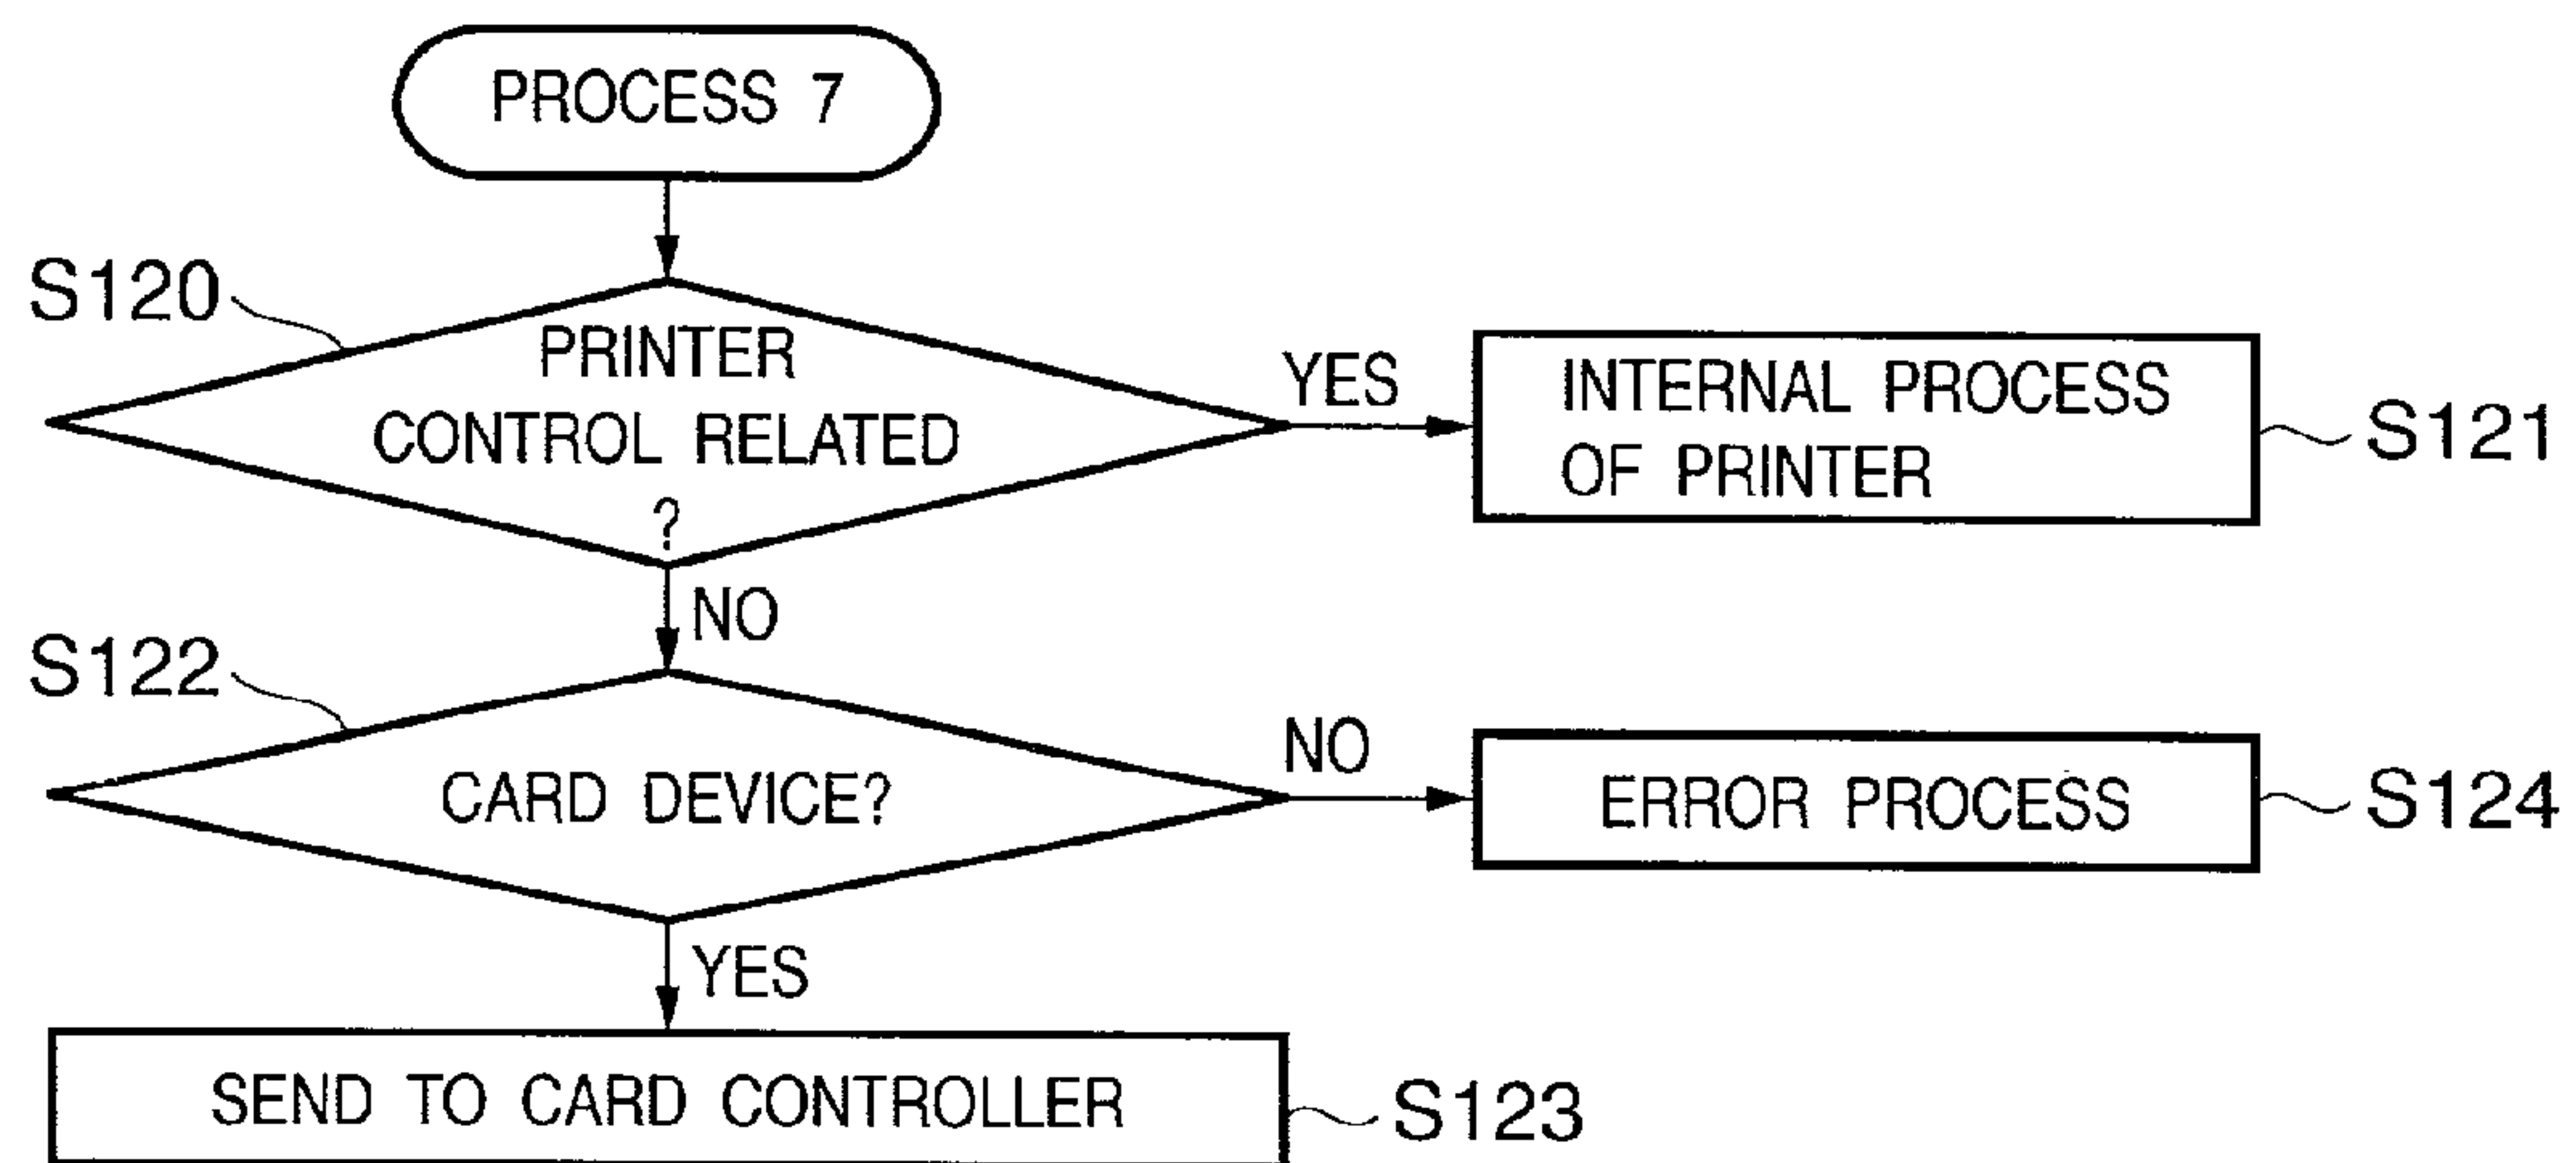 PROCESS 7
S120
PRINTER
CONTROL RELATED
?
YES
INTERNAL PROCESS
OF PRINTER
S121
NO
S122
CARD DEVICE?
NO
ERROR PROCESS
S124
YES
SEND TO CARD CONTROLLER
S123